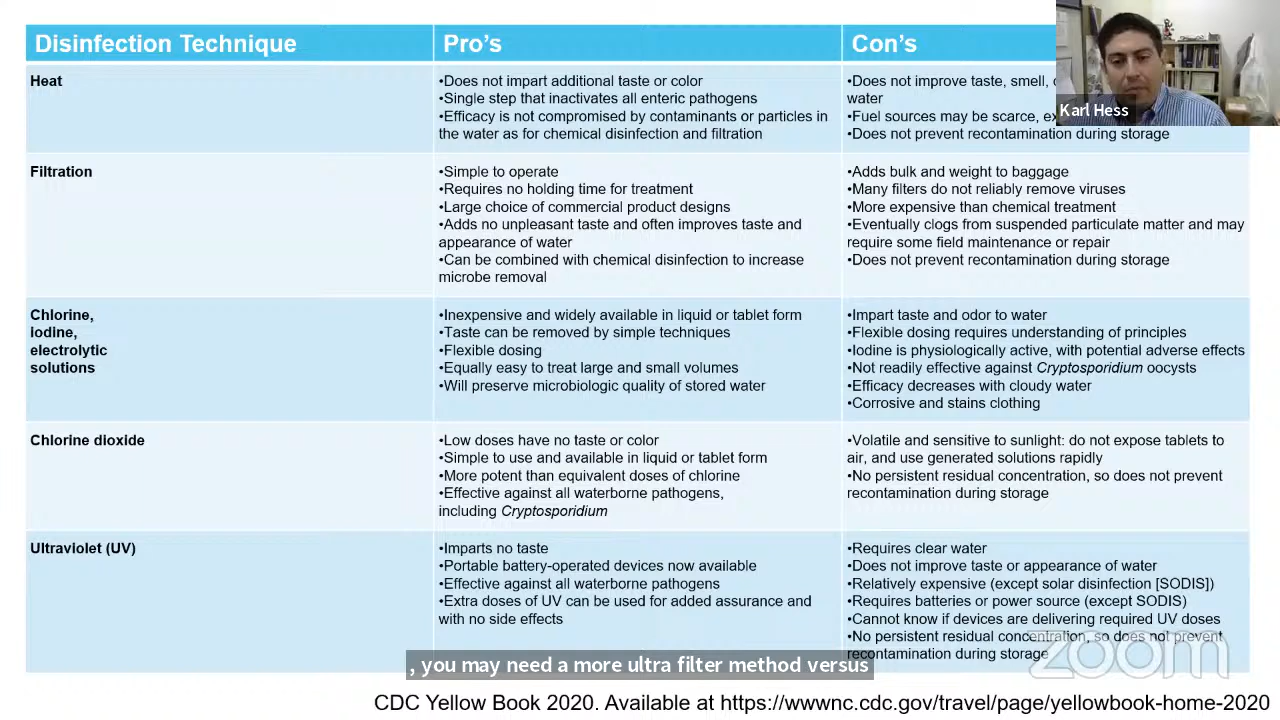 Disinfection Technique
Pro's
Con's
Heat
•Does not impart additional taste or color
•Single step that inactivates all enteric pathogens
•Efficacy is not compromised by contaminants or particles in
the water as for chemical disinfection and filtration
•Does not improve taste, smell,
water
•Fuel sources may be scarce,
•Does not prevent recontamination during storage
Karl Hess
Filtration
•Simple to operate
•Requires no holding time for treatment
•Large choice of commercial product designs
•Adds no unpleasant taste and often improves taste and
appearance of water
•Can be combined with chemical disinfection to increase
microbe removal
•Adds bulk and weight to baggage
•Many filters do not reliably remove viruses
•More expensive than chemical treatment
•Eventually clogs from suspended particulate matter and may
require some field maintenance or repair
•Does not prevent recontamination during storage
Chlorine,
Iodine,
electrolytic
solutions
•Inexpensive and widely available in liquid or tablet form
•Taste can be removed by simple techniques
•Flexible dosing
•Equally easy to treat large and small volumes
•Will preserve microbiologic quality of stored water
•Impart taste and odor to water
•Flexible dosing requires understanding of principles
•Iodine is physiologically active, with potential adverse effects
•Not readily effective against Cryptosporidium oocysts
•Efficacy decreases with cloudy water
•Corrosive and stains clothing
Chlorine dioxide
•Low doses have no taste or color
•Simple to use and available in liquid or tablet form
•More potent than equivalent doses of chlorine
•Effective against all waterborne pathogens,
including Cryptosporidium
•Volatile and sensitive to sunlight: do not expose tablets to
air, and use generated solutions rapidly
•No persistent residual concentration, so does not prevent
recontamination during storage
Ultraviolet (UV)
•Imparts no taste
•Portable battery-operated devices now available
•Effective against all waterborne pathogens
•Extra doses of UV can be used for added assurance and
with no side effects
•Requires clear water
•Does not improve taste or appearance of water
•Relatively expensive (except solar disinfection [SODIS])
•Requires batteries or power source (except SODIS)
•Cannot know if devices are delivering required UV doses
•No persistent residual concentration, so does not prevent
recontamination during storage
zoom
, you may need a more ultra filter method versus
CDC Yellow Book 2020. Available at https://wwwnc.cdc.gov/travel/page/yellowbook-home-2020